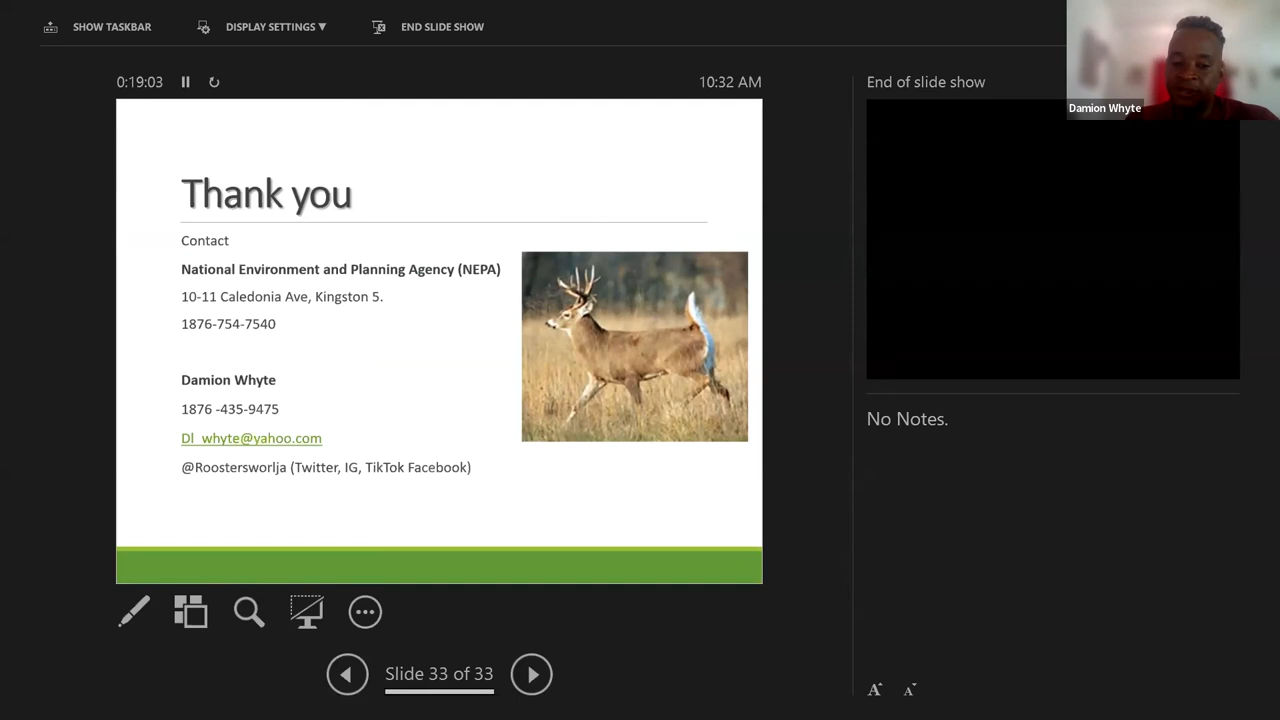 SHOW TASKBAR
DISPLAY SETTINGS ▼
END SLIDE SHOW
0:19:03
10:32 AM
End of slide show
Damion Whyte
Thank you
Contact
National Environment and Planning Agency (NEPA)
10-11 Caledonia Ave, Kingston 5.
1876-754-7540
Damion Whyte
1876 -435-9475
Dl_whyte@yahoo.com
@Roostersworlja (Twitter, IG, TikTok Facebook)
No Notes.
Slide 33 of 33
A A